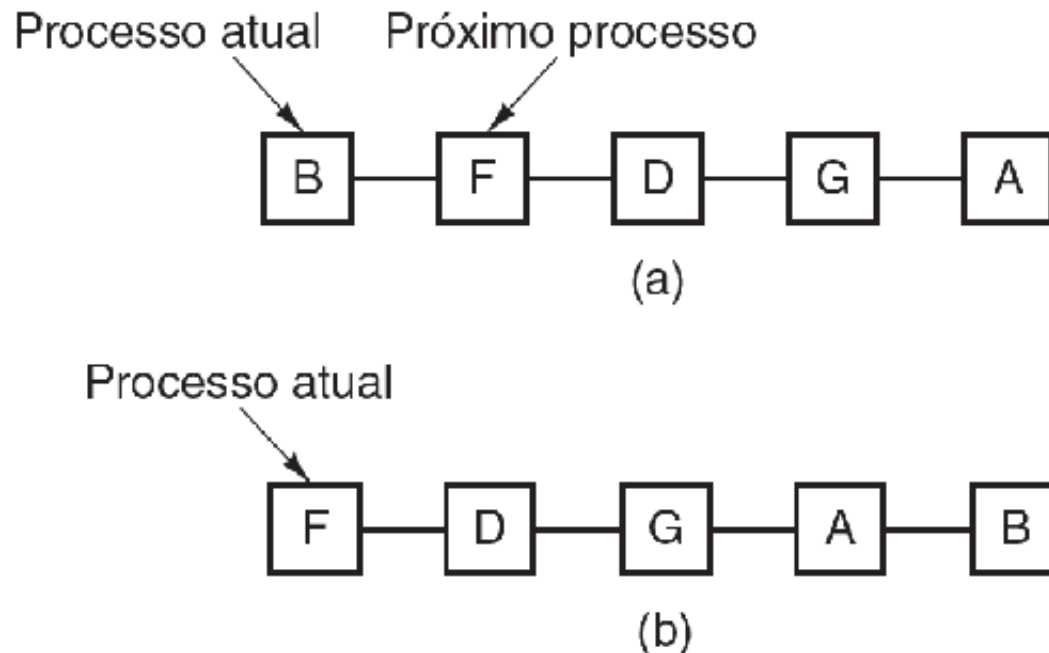 Processo atual Próximo processo
B F D G A
(a)
Processo atual
F D G A B
(b)